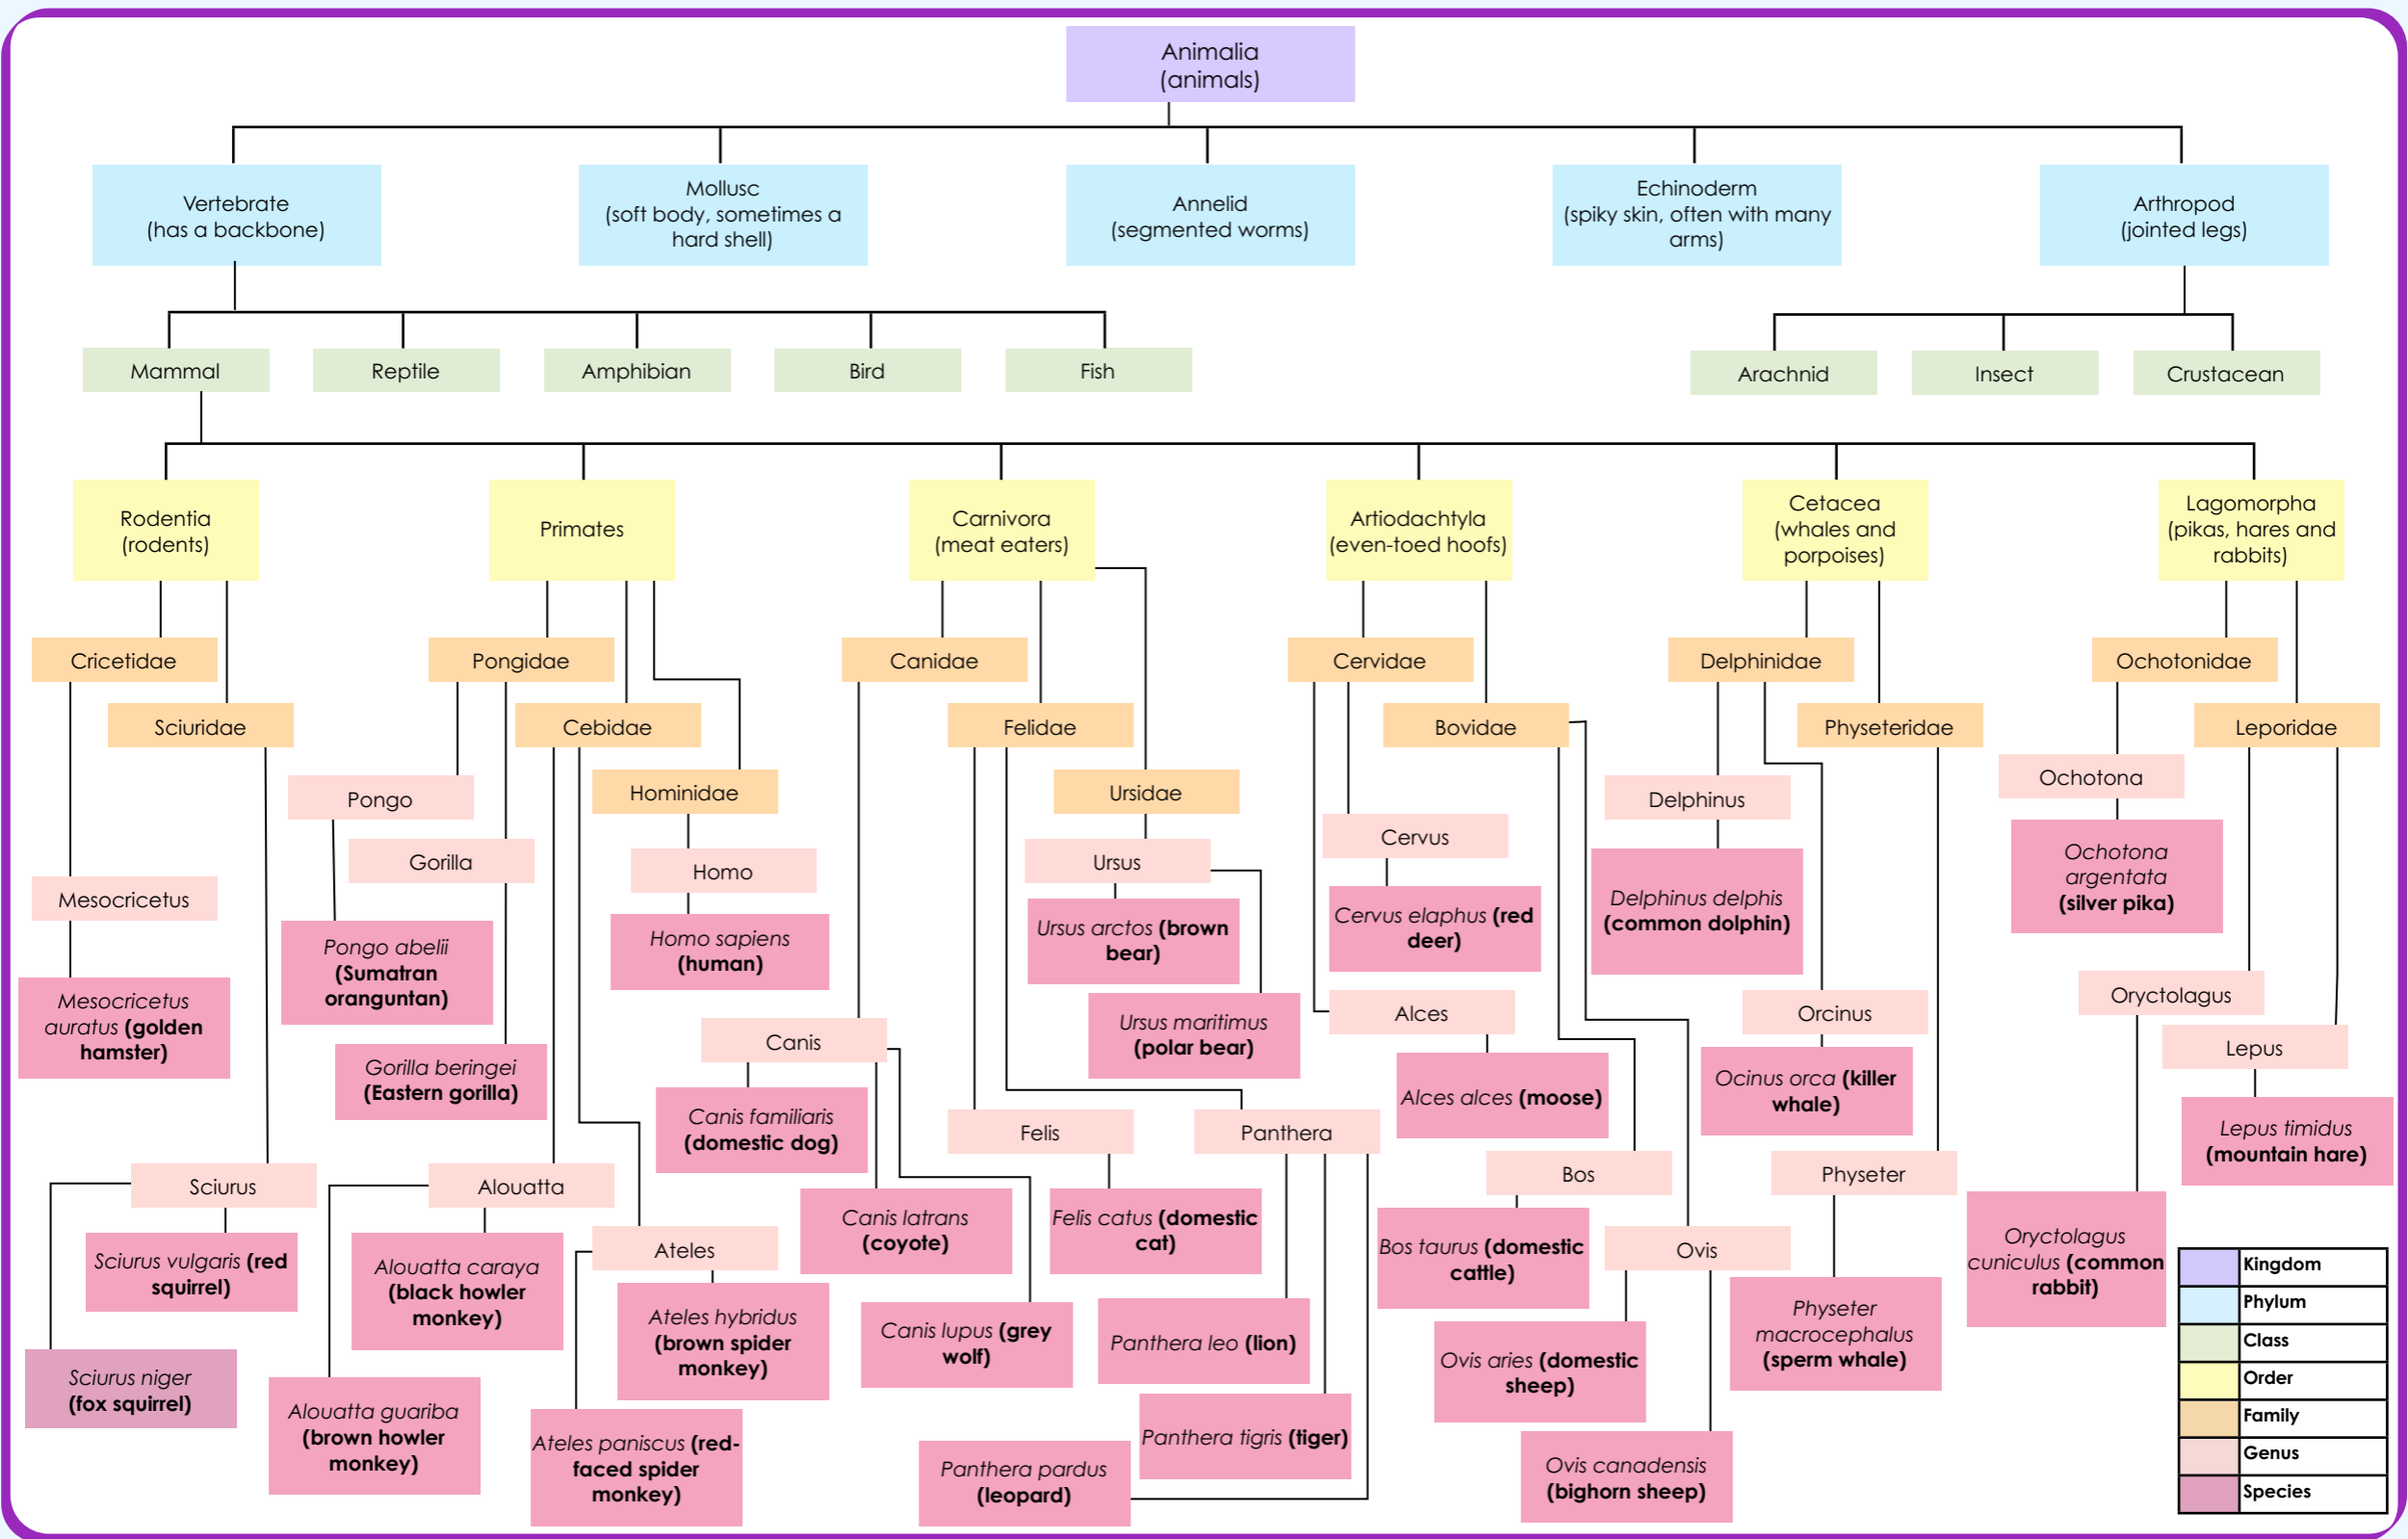 Animalia
(animals)
Vertebrate
(has a backbone)
Mollusc
(soft body, sometimes a
hard shell)
Annelid
(segmented worms)
Echinoderm
(spiky skin, often with many
arms)
Arthropod
(jointed legs)
Mammal
Reptile
Amphibian
Bird
Fish
Arachnid
Insect
Crustacean
Rodentia
(rodents)
Primates
Carnivora
(meat eaters)
Artiodachtyla
(even-toed hoofs)
Cetacea
(whales and
porpoises)
Lagomorpha
(pikas, hares and
rabbits)
Cricetidae
Pongidae
Canidae
Cervidae
Delphinidae
Ochotonidae
Sciuridae
Cebidae
Felidae
Bovidae
Physeteridae
Leporidae
Pongo
Hominidae
Ursidae
Delphinus
Ochotona
Gorilla
Homo
Ursus
Cervus
Ochotona
argentata
(silver pika)
Mesocricetus
Pongo abelii
(Sumatran
oranguntan)
Homo sapiens
(human)
Ursus arctos (brown
bear)
Cervus elaphus (red
deer)
Delphinus delphis
(common dolphin)
Mesocricetus
auratus (golden
hamster)
Gorilla beringei
(Eastern gorilla)
Canis
Ursus maritimus
(polar bear)
Alces
Orcinus
Oryctolagus
Lepus
Canis familiaris
(domestic dog)
Alces alces (moose)
Ocinus orca (killer
whale)
Lepus timidus
(mountain hare)
Felis
Panthera
Sciurus
Alouatta
Bos
Physeter
Sciurus vulgaris (red
squirrel)
Alouatta caraya
(black howler
monkey)
Ateles
Canis latrans
(coyote)
Felis catus (domestic
cat)
Bos taurus (domestic
cattle)
Ovis
Oryctolagus
cuniculus (common
rabbit)
Sciurus niger
(fox squirrel)
Alouatta guariba
(brown howler
monkey)
Ateles hybridus
(brown spider
monkey)
Canis lupus (grey
wolf)
Panthera leo (lion)
Ovis aries (domestic
sheep)
Physeter
macrocephalus
(sperm whale)
Ateles paniscus (red-
faced spider
monkey)
Panthera pardus
(leopard)
Panthera tigris (tiger)
Ovis canadensis
(bighorn sheep)
Kingdom
Phylum
Class
Order
Family
Genus
Species